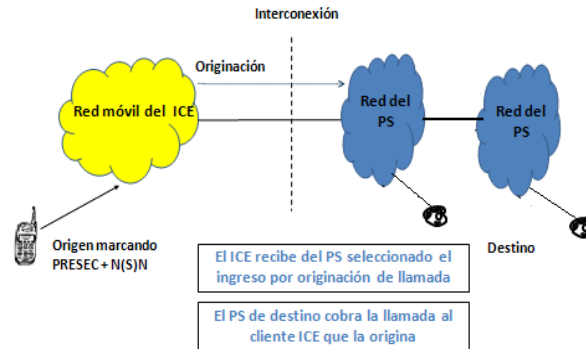 Interconexión
Originación
Red móvil del ICE
Red del
PS
Red del
PS
Origen marcando
PRESEC + N(S)N
Destino
El ICE recibe del PS seleccionado el
ingreso por originación de llamada
El PS de destino cobra la llamada al
cliente ICE que la origina